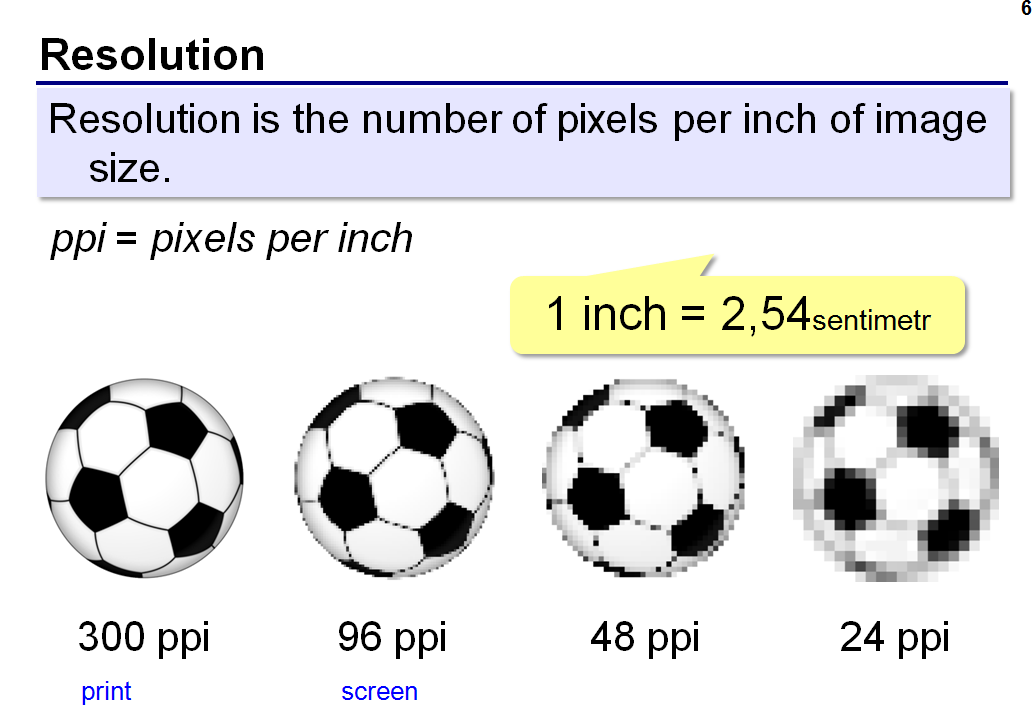 6
Resolution
Resolution is the number of pixels per inch of image
size.
ppi = pixels per inch
1 inch = 2,54sentimetr
300 ppi
96 ppi
48 ppi
24 ppi
print
screen